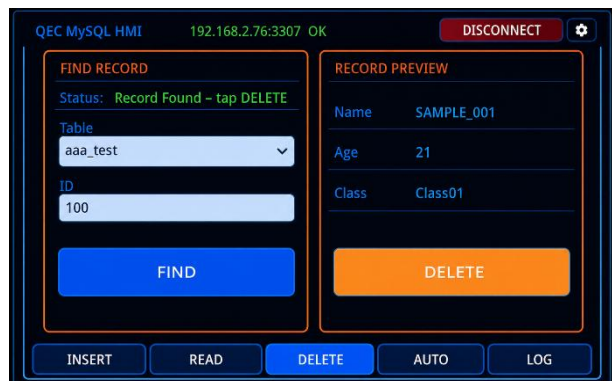 QEC MySQL HMI 192.168.2.76:3307 OK DISCONNECT
FIND RECORD
Status: Record Found – tap DELETE
Table
aaa_test
ID
100
FIND
RECORD PREVIEW
Name SAMPLE_001
Age 21
Class Class01
DELETE
INSERT READ DELETE AUTO LOG